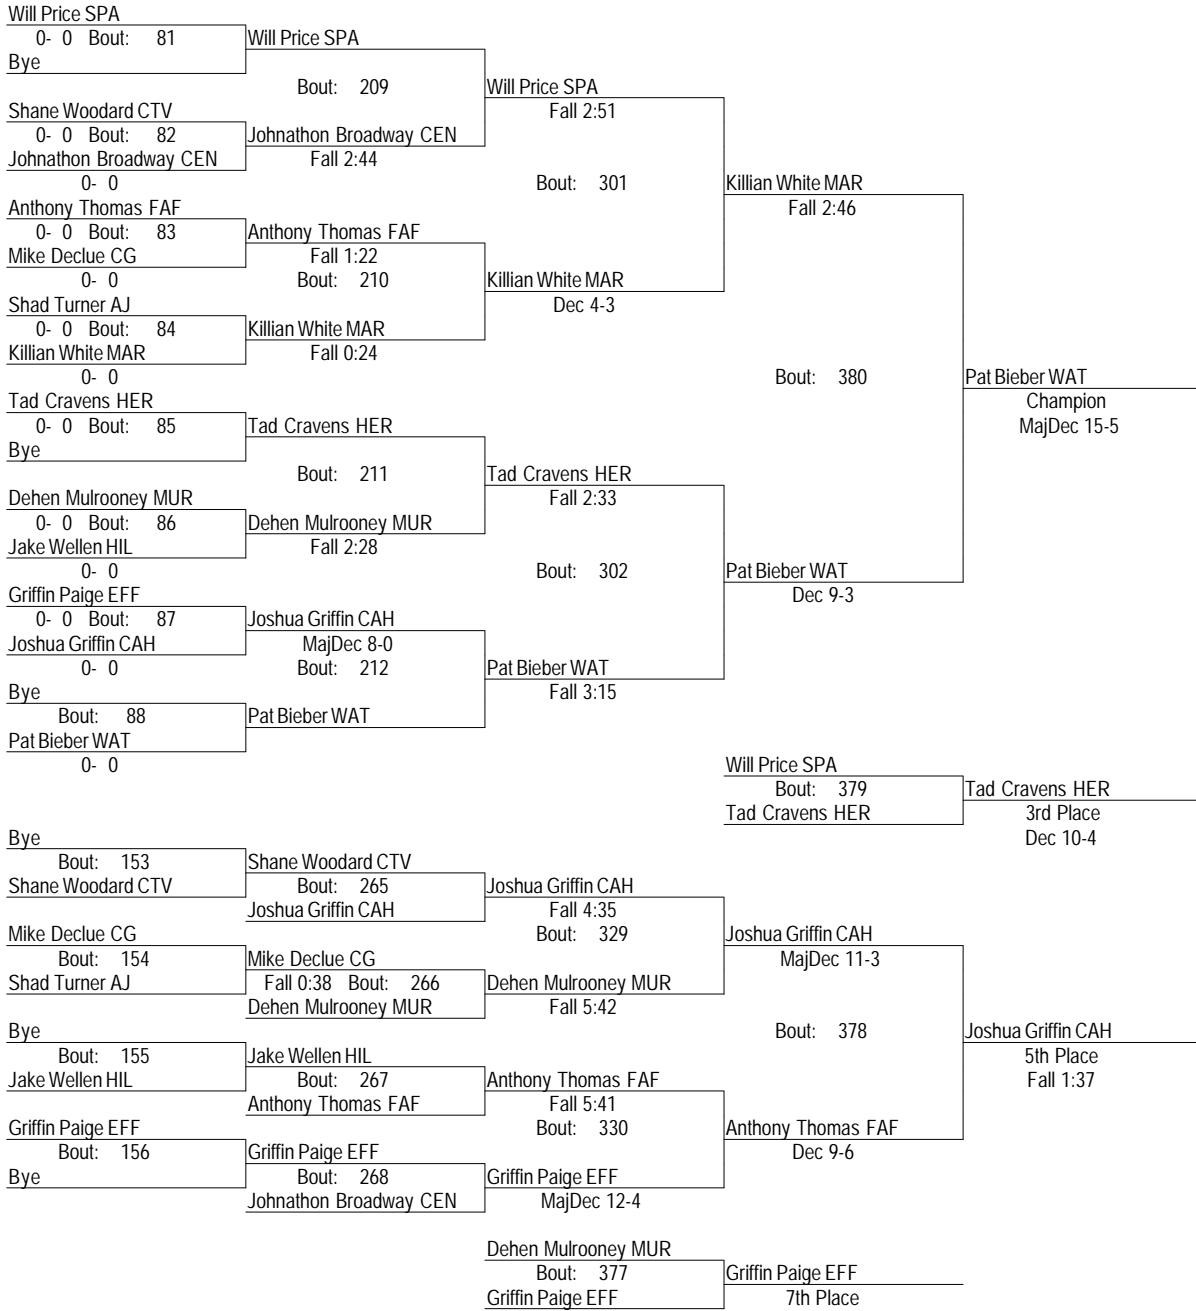 Will Price SPA
0- 0 Bout: 81 Will Price SPA
Bye
Bout: 209 Will Price SPA
Shane Woodard CTV Fall 2:51
0- 0 Bout: 82 Johnathon Broadway CEN
Johnathon Broadway CEN Fall 2:44
0- 0 Bout: 301 Killian White MAR
Anthony Thomas FAF Fall 2:46
0- 0 Bout: 83 Anthony Thomas FAF
Mike Declue CG Fall 1:22
0- 0 Bout: 210 Killian White MAR
Shad Turner AJ Dec 4-3
0- 0 Bout: 84 Killian White MAR
Killian White MAR Fall 0:24
0- 0 Bout: 380 Pat Bieber WAT
Tad Cravens HER Champion
0- 0 Bout: 85 Tad Cravens HER MajDec 15-5
Bye
Bout: 211 Tad Cravens HER
Dehen Mulrooney MUR Fall 2:33
0- 0 Bout: 86 Dehen Mulrooney MUR
Jake Wellen HIL Fall 2:28
0- 0 Bout: 302 Pat Bieber WAT
Griffin Paige EFF Dec 9-3
0- 0 Bout: 87 Joshua Griffin CAH
Joshua Griffin CAH MajDec 8-0
0- 0 Bout: 212 Pat Bieber WAT
Bye Fall 3:15
Bout: 88 Pat Bieber WAT
Pat Bieber WAT
0- 0 Will Price SPA
Bout: 379 Tad Cravens HER
Tad Cravens HER 3rd Place
Bye Dec 10-4
Bout: 153 Shane Woodard CTV
Shane Woodard CTV Bout: 265 Joshua Griffin CAH
Joshua Griffin CAH Fall 4:35
Mike Declue CG Bout: 329 Joshua Griffin CAH
Bout: 154 Mike Declue CG MajDec 11-3
Shad Turner AJ Fall 0:38 Bout: 266 Dehen Mulrooney MUR
Dehen Mulrooney MUR Fall 5:42
Bye Bout: 378 Joshua Griffin CAH
Bout: 155 Jake Wellen HIL 5th Place
Jake Wellen HIL Bout: 267 Anthony Thomas FAF Fall 1:37
Anthony Thomas FAF Fall 5:41
Griffin Paige EFF Bout: 330 Anthony Thomas FAF
Bout: 156 Griffin Paige EFF Dec 9-6
Bye Bout: 268 Griffin Paige EFF
Johnathon Broadway CEN MajDec 12-4
Dehen Mulrooney MUR
Bout: 377 Griffin Paige EFF
Griffin Paige EFF 7th Place